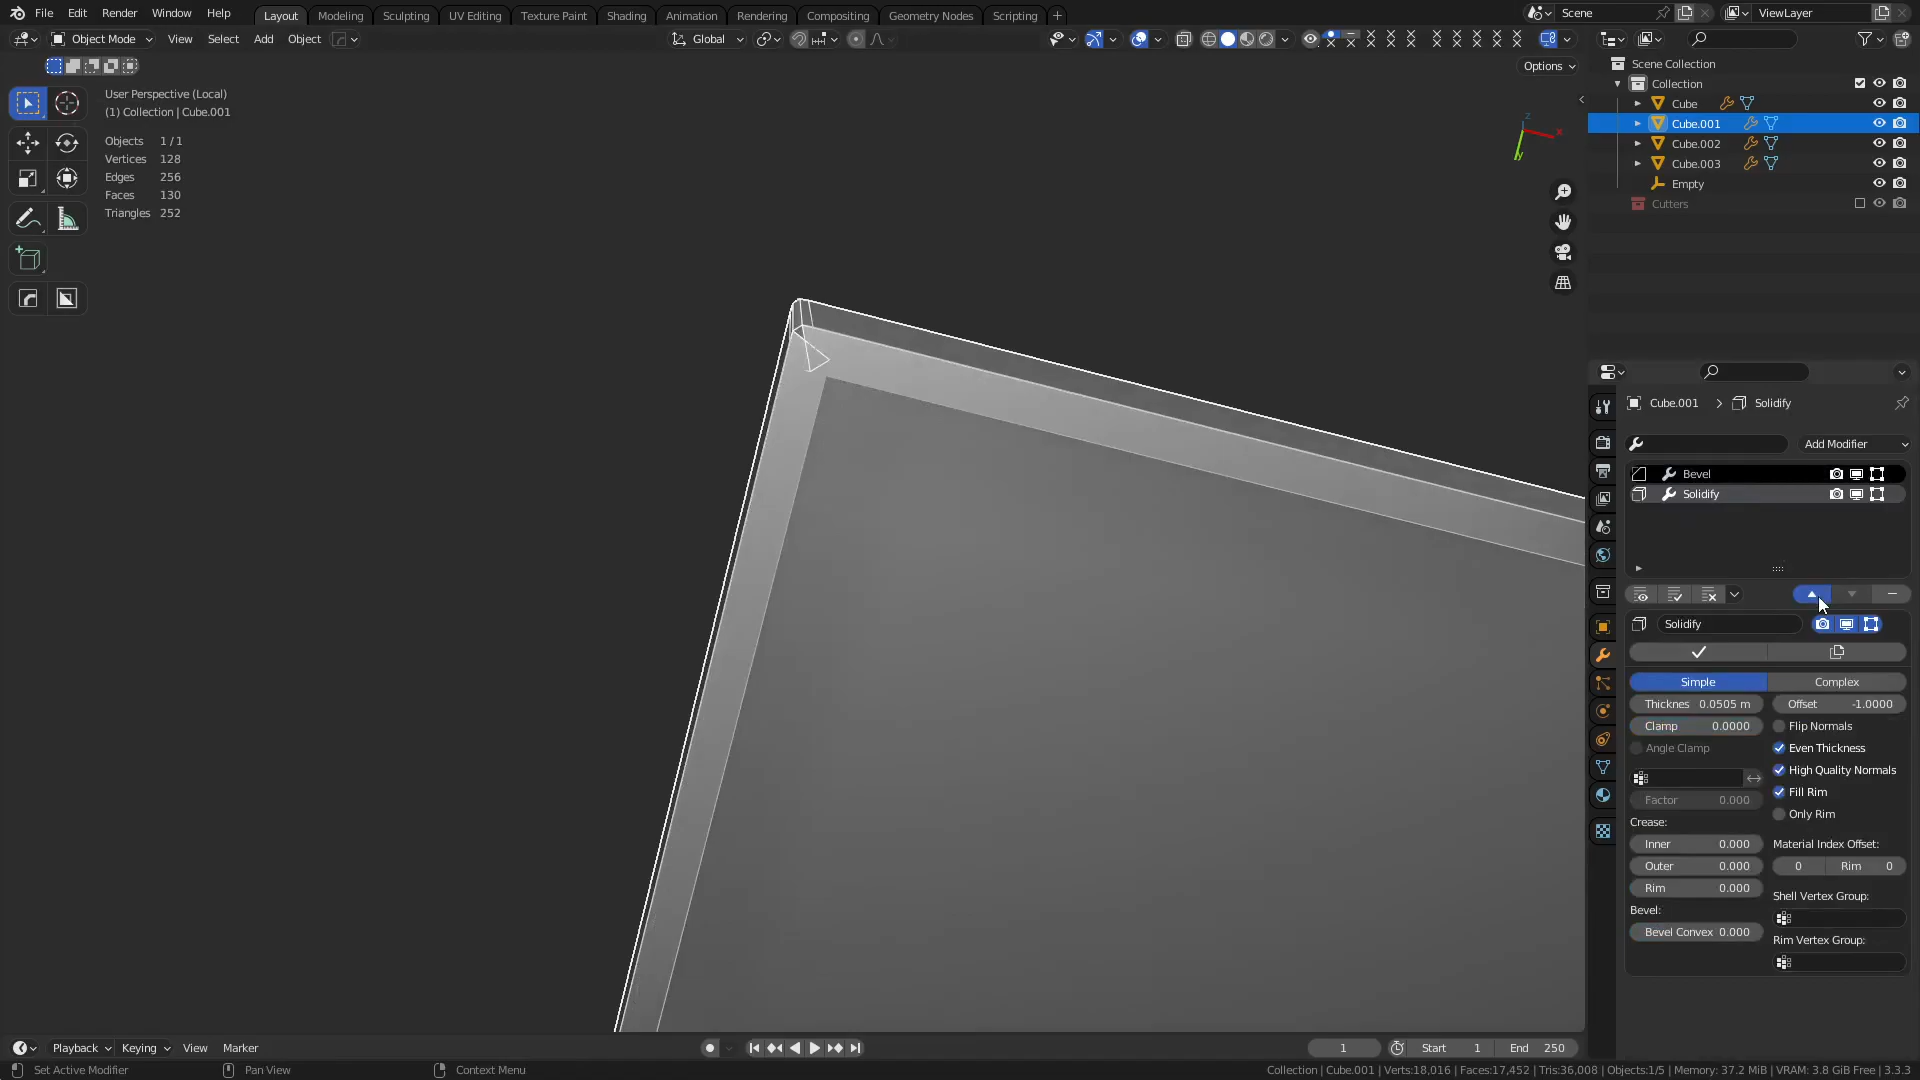 File Edit Render Window Help Layout Modeling Sculpting UV Editing Texture Paint Shading Animation Rendering Compositing Geometry Nodes Scripting + Scene ViewLayer
Object Mode View Select Add Object Global
Options
User Perspective (Local)
(1) Collection | Cube.001
Objects 1/1
Vertices 128
Edges 256
Faces 130
Triangles 252
Z
X
Y
Scene Collection
Collection
Cube
Cube.001
Cube.002
Cube.003
Empty
Cutters
Cube.001 > Solidify
Add Modifier
Bevel
Solidify
Solidify
Simple Complex
Thicknes 0.0505 m Offset -1.0000
Clamp 0.0000 Flip Normals
Angle Clamp Even Thickness
High Quality Normals
Factor 0.000 Fill Rim
Only Rim
Crease:
Inner 0.000 Material Index Offset:
Outer 0.000 0 Rim 0
Rim 0.000 Shell Vertex Group:
Bevel:
Bevel Convex 0.000 Rim Vertex Group:
Playback Keying View Marker 1 Start 1 End 250
Set Active Modifier Pan View Context Menu Collection | Cube.001 | Verts:18,016 | Faces:17,452 | Tris:36,008 | Objects:1/5 | Memory: 37.2 MiB | VRAM: 3.8 GiB Free | 3.3.3